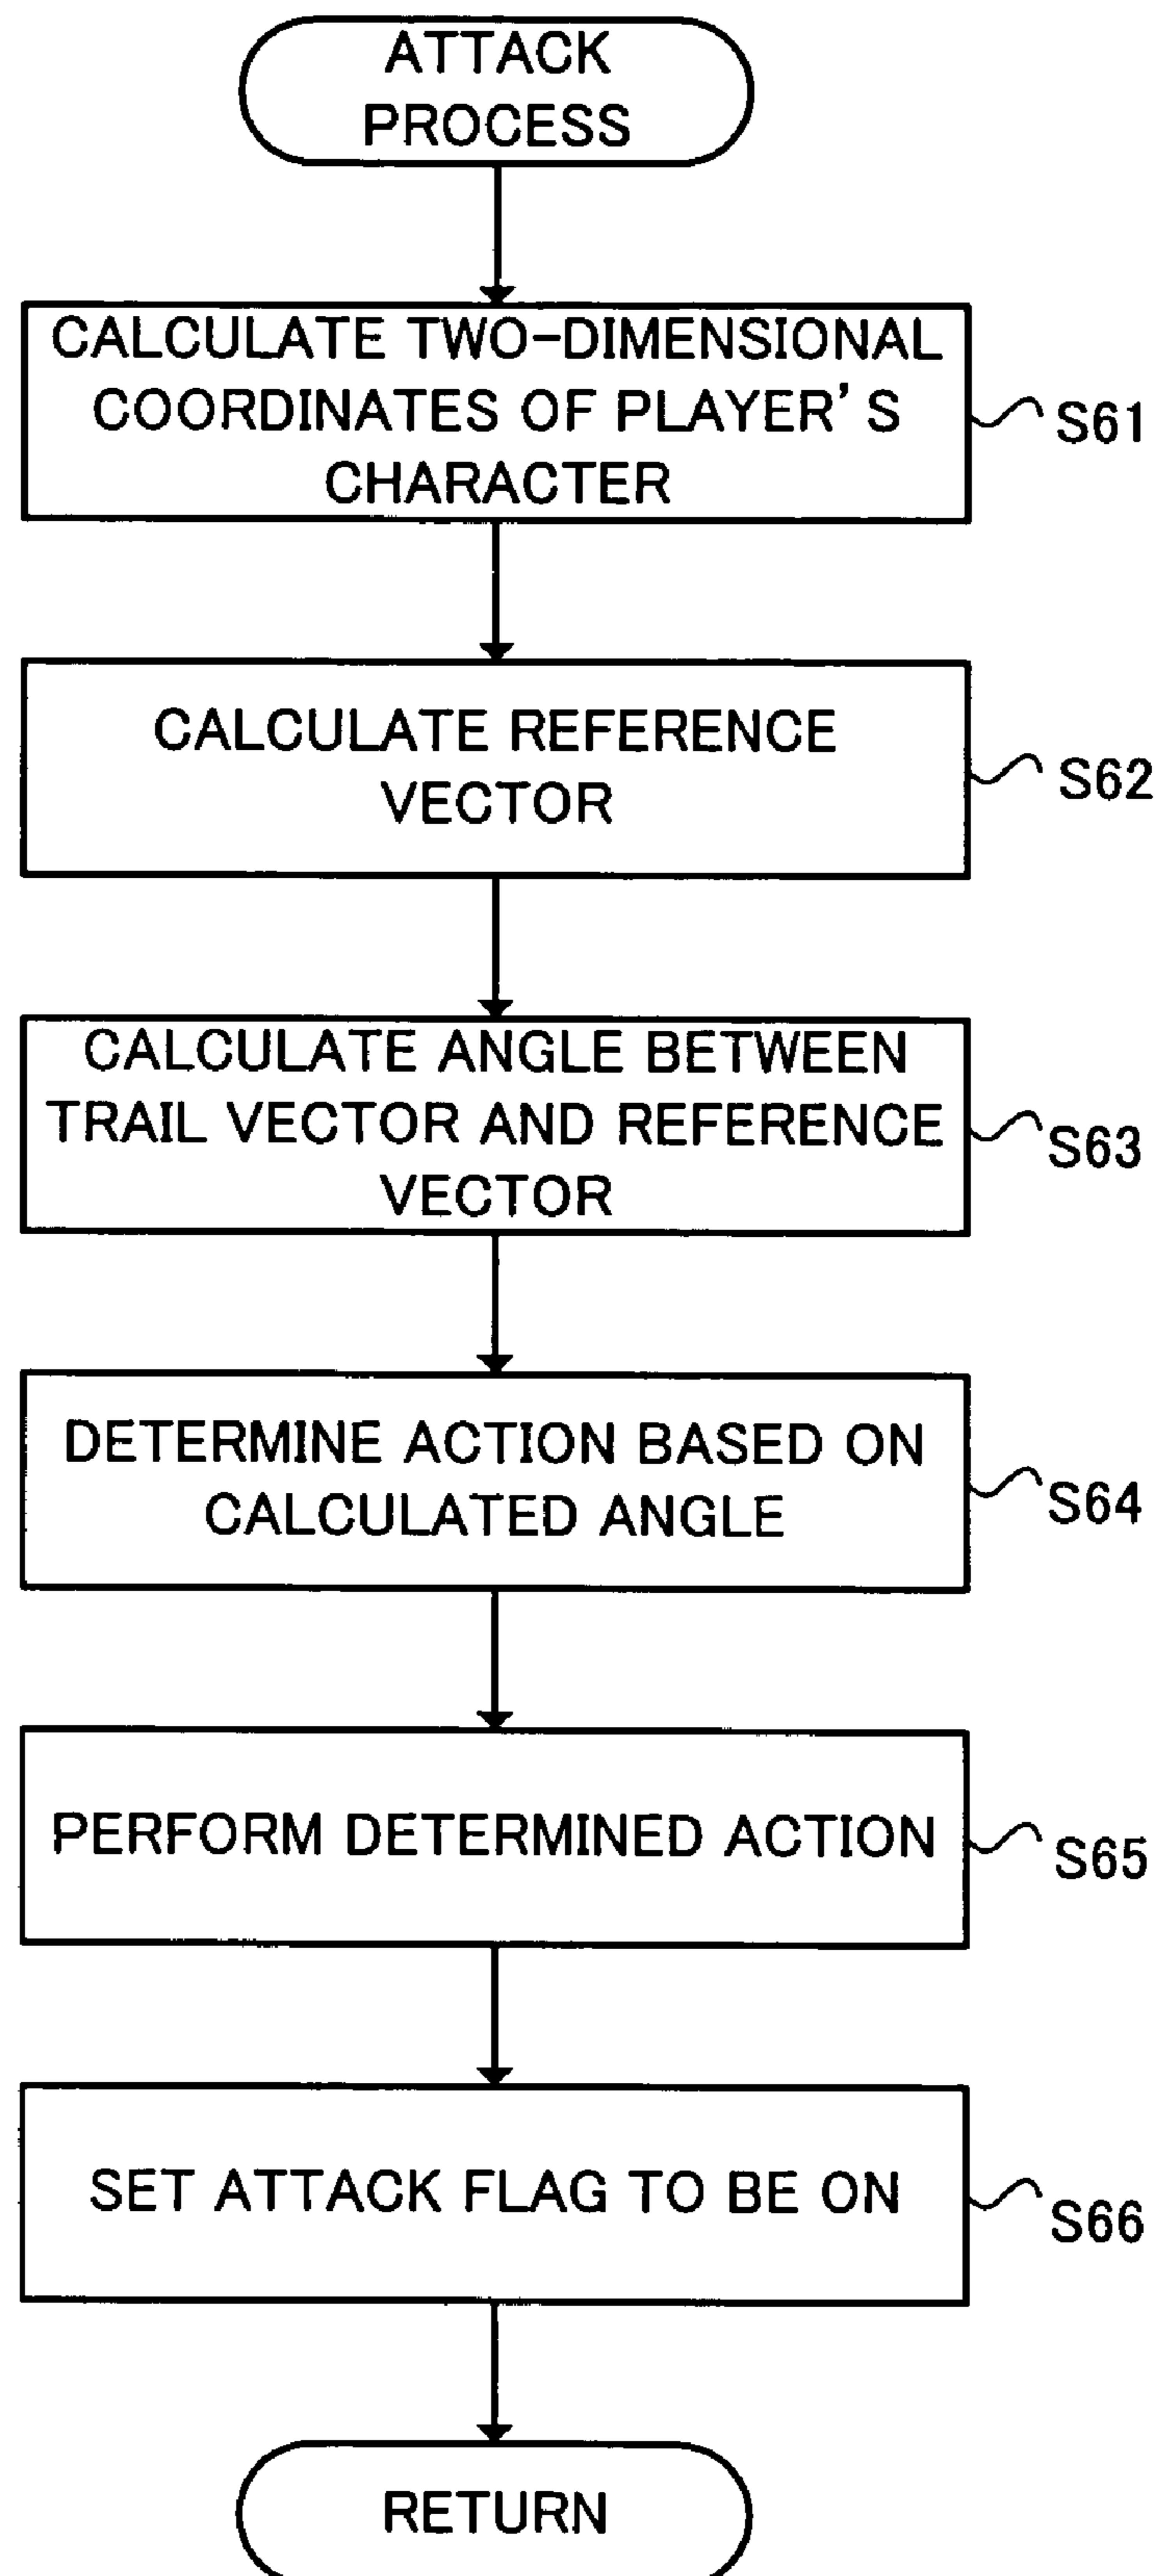 ATTACK
PROCESS
CALCULATE TWO-DIMENSIONAL
COORDINATES OF PLAYER'S
CHARACTER
S61
CALCULATE REFERENCE
VECTOR
S62
CALCULATE ANGLE BETWEEN
TRAIL VECTOR AND REFERENCE
VECTOR
S63
DETERMINE ACTION BASED ON
CALCULATED ANGLE
S64
PERFORM DETERMINED ACTION
S65
SET ATTACK FLAG TO BE ON
S66
RETURN